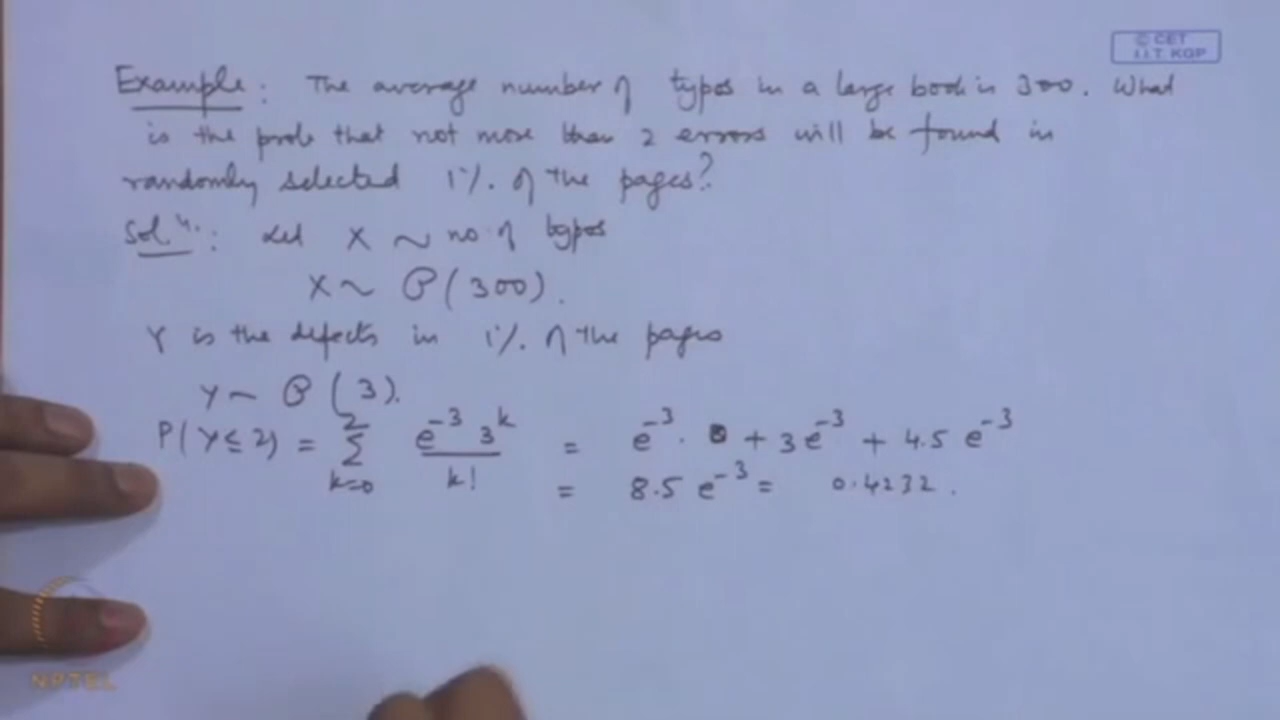 © CET
I.I.T. KGP
Example: The average number of typos in a large book is 300. What
is the prob that not more than 2 errors will be found in
randomly selected 1% of the pages?
Sol.ⁿ: Let X ~ no of typos
X ~ P(300).
Y is the defects in 1% of the pages
Y ~ P(3).
P(Y≤2) = ∑_{k=0}^{2} e^{-3} 3^k / k! = e^{-3} · + 3e^{-3} + 4.5 e^{-3}
= 8.5 e^{-3} = 0.4232.
NPTEL